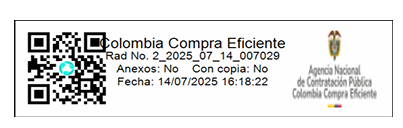 Colombia Compra Eficiente
Rad No. 2_2025_07_14_007029
Anexos: No Con copia: No
Fecha: 14/07/2025 16:18:22
Agencia Nacional
de Contratación Pública
Colombia Compra Eficiente